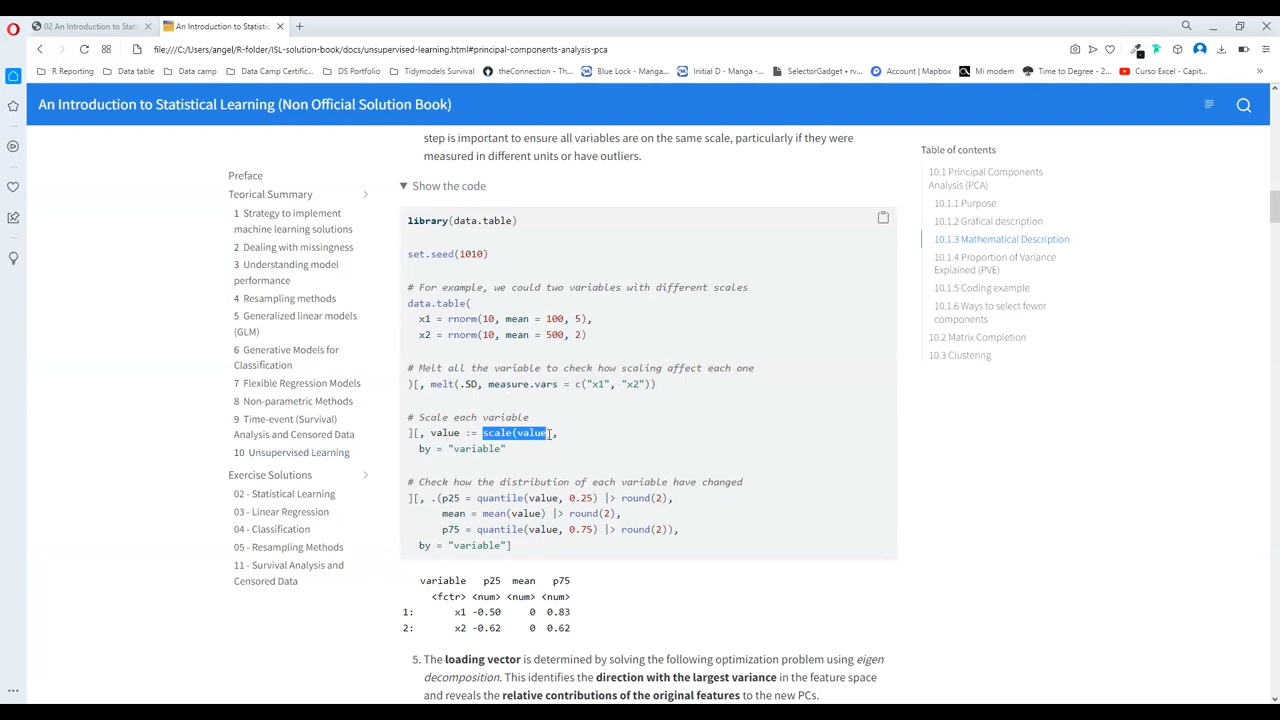 02 An Introduction to Stati
An Introduction to Statistic
file:///C:/Users/angel/R-folder/ISL-solution-book/docs/unsupervised-learning.html#principal-components-analysis-pca
R Reporting
Data table
Data camp
Data Camp Certific...
DS Portfolio
Tidymodels Survival
theConnection - Th...
Blue Lock - Manga...
Initial D - Manga -...
SelectorGadget • rv...
Account | Mapbox
Mi modem
Time to Degree - 2...
Curso Excel - Capit...
An Introduction to Statistical Learning (Non Official Solution Book)
Preface
Teorical Summary
1 Strategy to implement
machine learning solutions
2 Dealing with missingness
3 Understanding model
performance
4 Resampling methods
5 Generalized linear models
(GLM)
6 Generative Models for
Classification
7 Flexible Regression Models
8 Non-parametric Methods
9 Time-event (Survival)
Analysis and Censored Data
10 Unsupervised Learning
Exercise Solutions
02 - Statistical Learning
03 - Linear Regression
04 - Classification
05 - Resampling Methods
11 - Survival Analysis and
Censored Data
step is important to ensure all variables are on the same scale, particularly if they were
measured in different units or have outliers.
Show the code
library(data.table)
set.seed(1010)
# For example, we could two variables with different scales
data.table(
x1 = rnorm(10, mean = 100, 5),
x2 = rnorm(10, mean = 500, 2)
# Melt all the variable to check how scaling affect each one
)[, melt(.SD, measure.vars = c("x1", "x2"))
# Scale each variable
][, value := scale(value),
by = "variable"
# Check how the distribution of each variable have changed
][, .(p25 = quantile(value, 0.25) |> round(2),
mean = mean(value) |> round(2),
p75 = quantile(value, 0.75) |> round(2)),
by = "variable"]
variable p25 mean p75
<fctr> <num> <num> <num>
1: x1 -0.50 0 0.83
2: x2 -0.62 0 0.62
5. The loading vector is determined by solving the following optimization problem using eigen
decomposition. This identifies the direction with the largest variance in the feature space
and reveals the relative contributions of the original features to the new PCs.
Table of contents
10.1 Principal Components
Analysis (PCA)
10.1.1 Purpose
10.1.2 Grafical description
10.1.3 Mathematical Description
10.1.4 Proportion of Variance
Explained (PVE)
10.1.5 Coding example
10.1.6 Ways to select fewer
components
10.2 Matrix Completion
10.3 Clustering